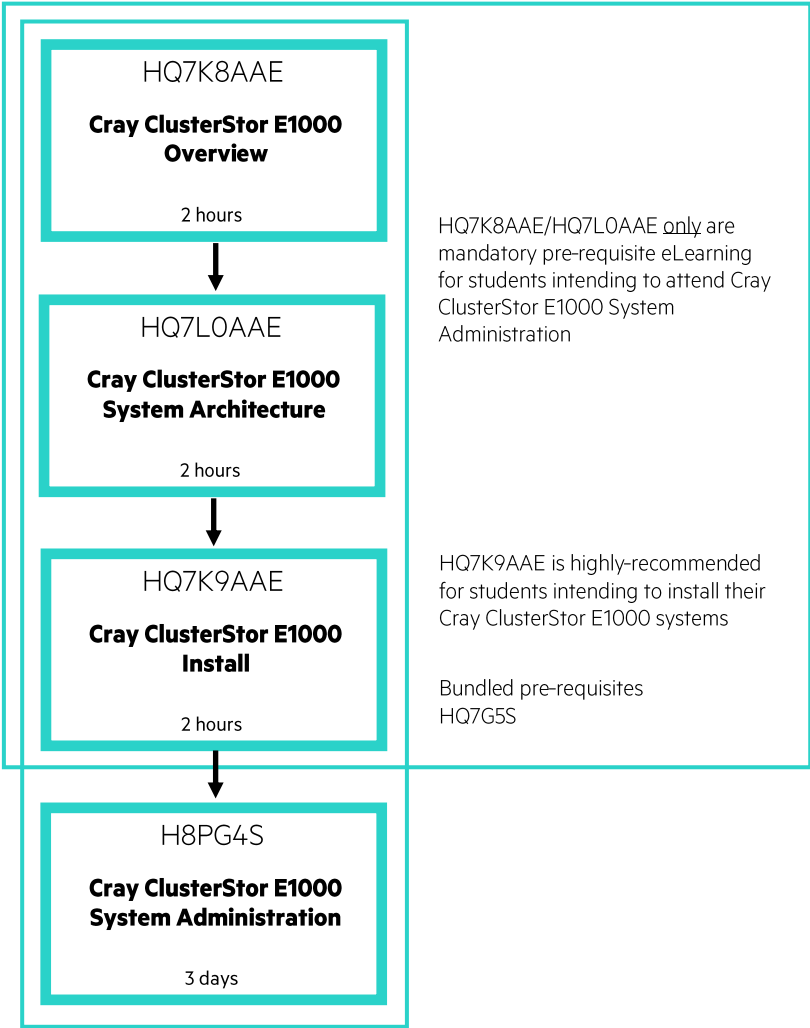 HQ7K8AAE
Cray ClusterStor E1000
Overview
2 hours
HQ7K8AAE/HQ7L0AAE only are
mandatory pre-requisite eLearning
for students intending to attend Cray
ClusterStor E1000 System
Administration
HQ7L0AAE
Cray ClusterStor E1000
System Architecture
2 hours
HQ7K9AAE
Cray ClusterStor E1000
Install
2 hours
HQ7K9AAE is highly-recommended
for students intending to install their
Cray ClusterStor E1000 systems
Bundled pre-requisites
HQ7G5S
H8PG4S
Cray ClusterStor E1000
System Administration
3 days